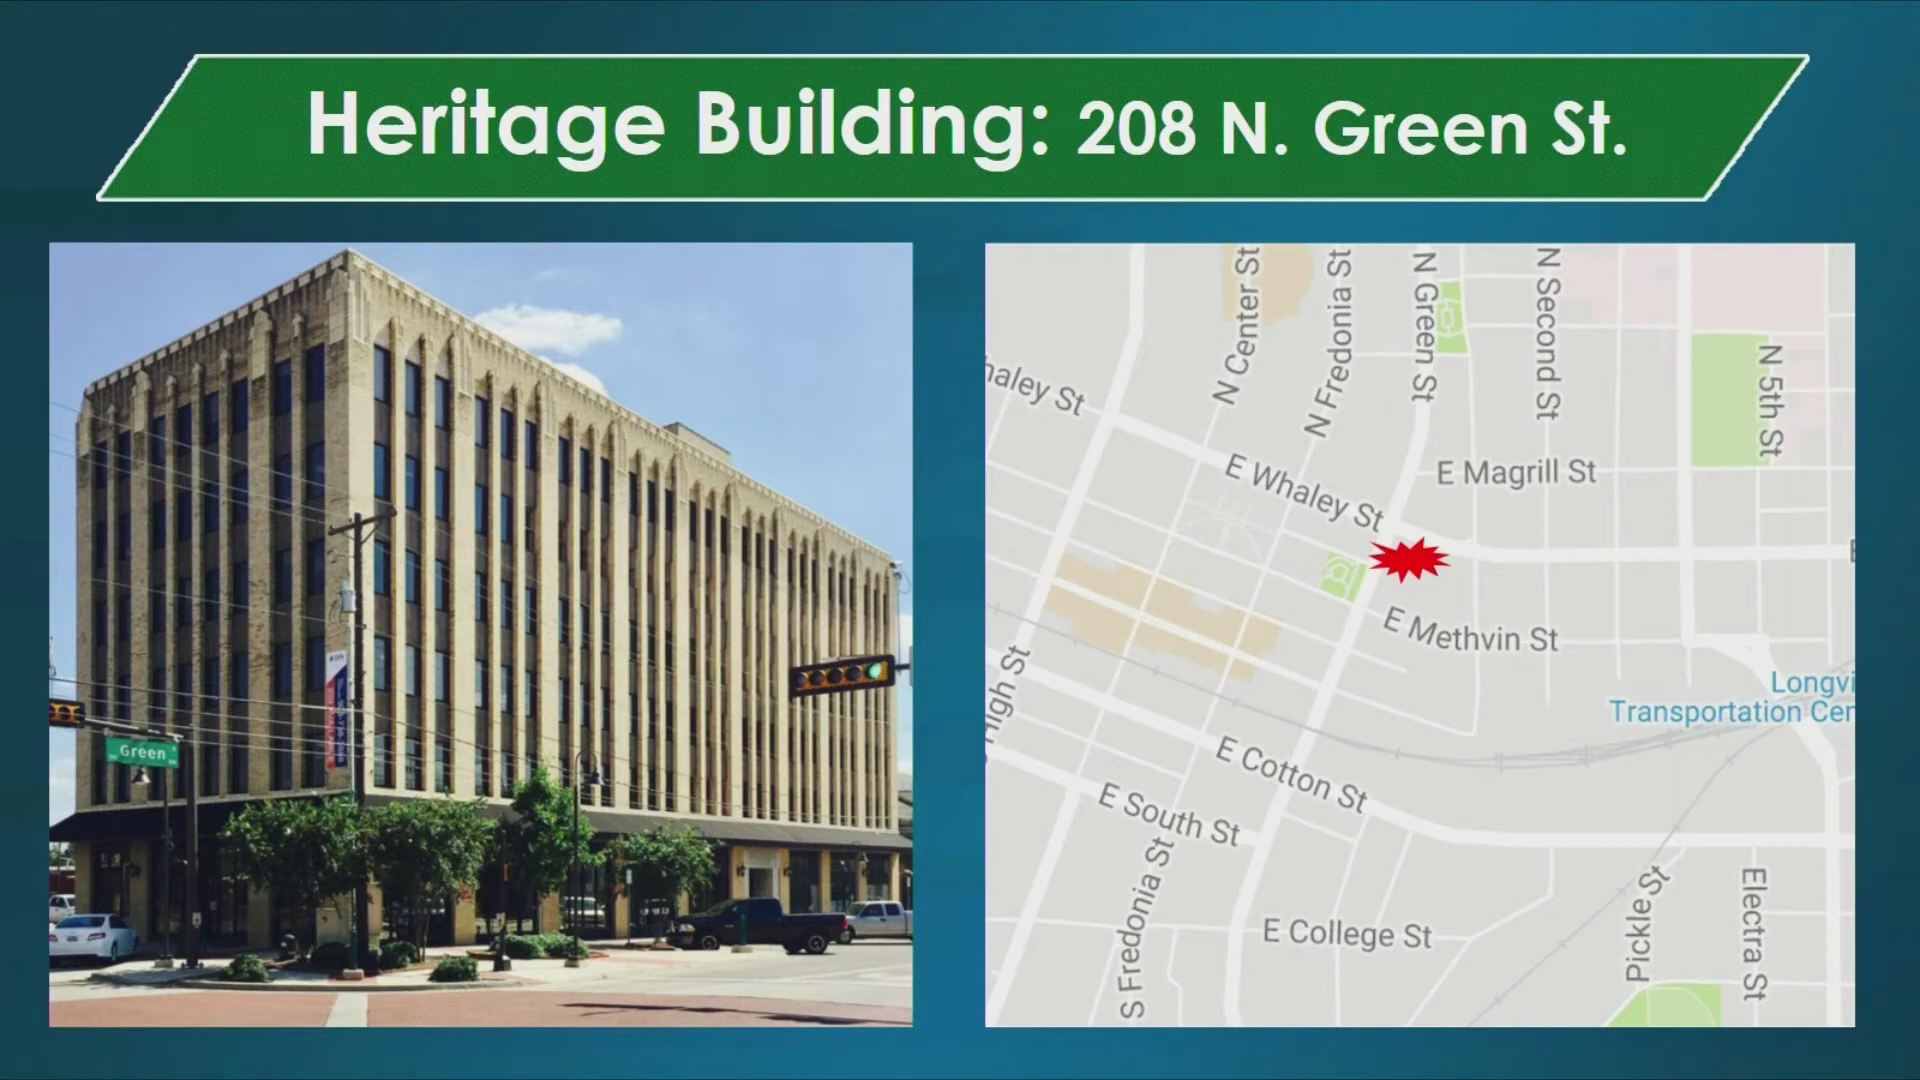 Heritage Building: 208 N. Green St.
Green
N Center St
N Fredonia St
N Green St
N Second St
N 5th St
haley St
E Whaley St
E Magrill St
E Methvin St
High St
Longvi
Transportation Cer
E Cotton St
E South St
S Fredonia St
E College St
Pickle St
Electra St